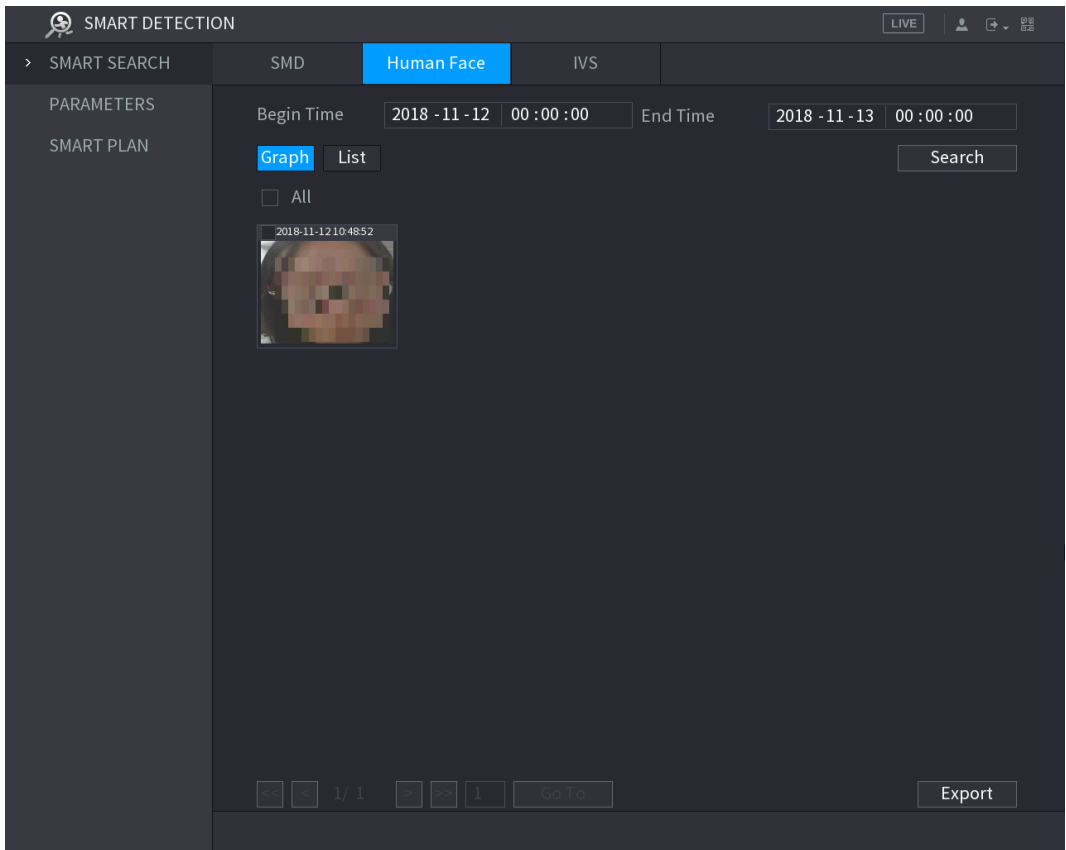 SMART DETECTION LIVE
> SMART SEARCH SMD Human Face IVS
PARAMETERS
Begin Time 2018 - 11 - 12 00 : 00 : 00 End Time 2018 - 11 - 13 00 : 00 : 00
SMART PLAN
Graph List Search
All
2018-11-12 10:48:52
<< < 1/ 1 > >> 1 Go To Export